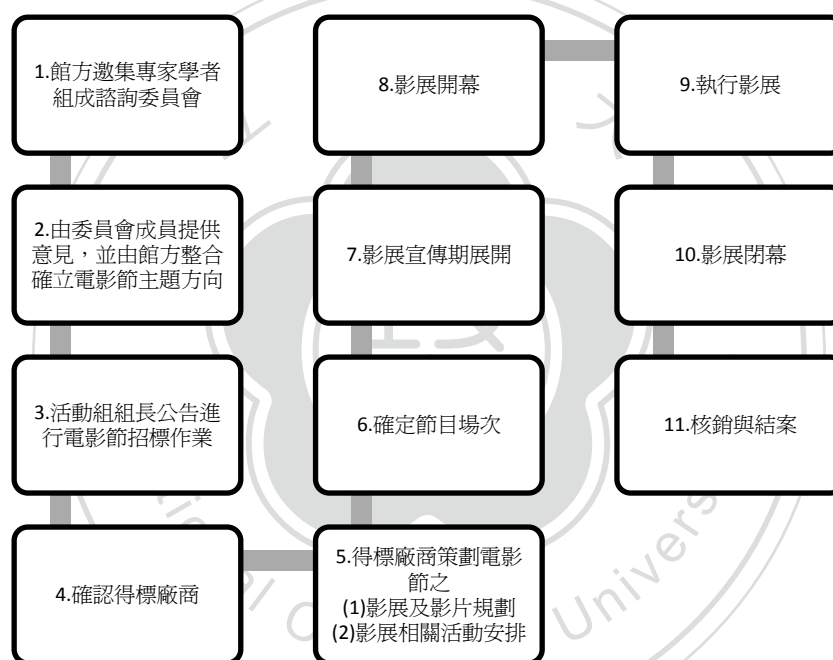 1.館方邀集專家學者
組成諮詢委員會
2.由委員會成員提供
意見，並由館方整合
確立電影節主題方向
3.活動組組長公告進
行電影節招標作業
4.確認得標廠商
5.得標廠商策劃電影
節之
(1)影展及影片規劃
(2)影展相關活動安排
6.確定節目場次
7.影展宣傳期展開
8.影展開幕
9.執行影展
10.影展閉幕
11.核銷與結案